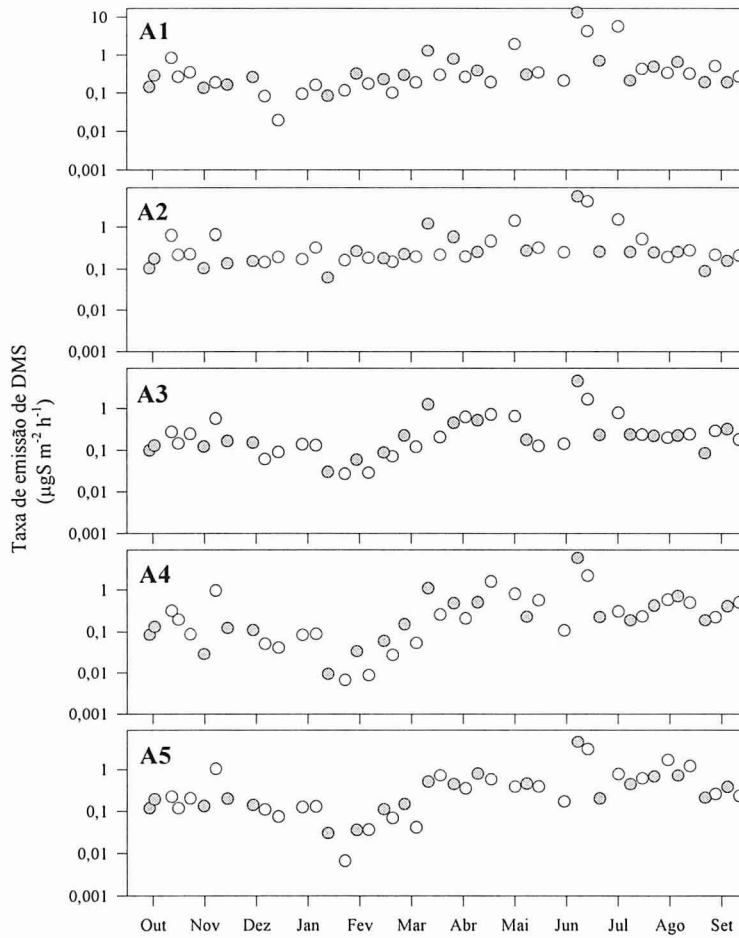 10
A1
1
0,1
0,01
0,001
A2
1
0,1
0,01
0,001
Taxa de emissão de DMS
(µgS m⁻² h⁻¹)
A3
1
0,1
0,01
0,001
A4
1
0,1
0,01
0,001
A5
1
0,1
0,01
0,001
Out Nov Dez Jan Fev Mar Abr Mai Jun Jul Ago Set